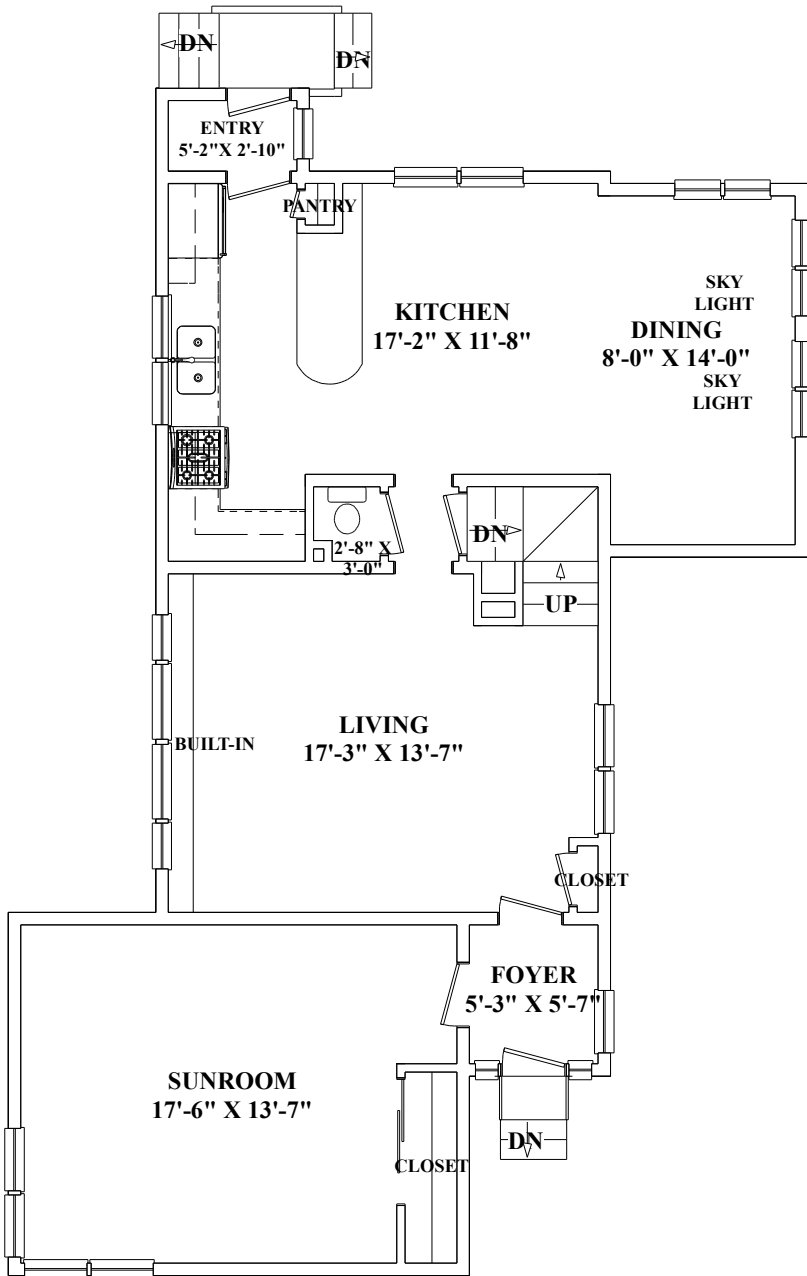 DN
DN
ENTRY
5'-2"X 2'-10"
PANTRY
KITCHEN
17'-2" X 11'-8"
SKY
LIGHT
DINING
8'-0" X 14'-0"
SKY
LIGHT
2'-8" X
3'-0"
DN
UP
LIVING
17'-3" X 13'-7"
BUILT-IN
CLOSET
FOYER
5'-3" X 5'-7"
SUNROOM
17'-6" X 13'-7"
DN
CLOSET